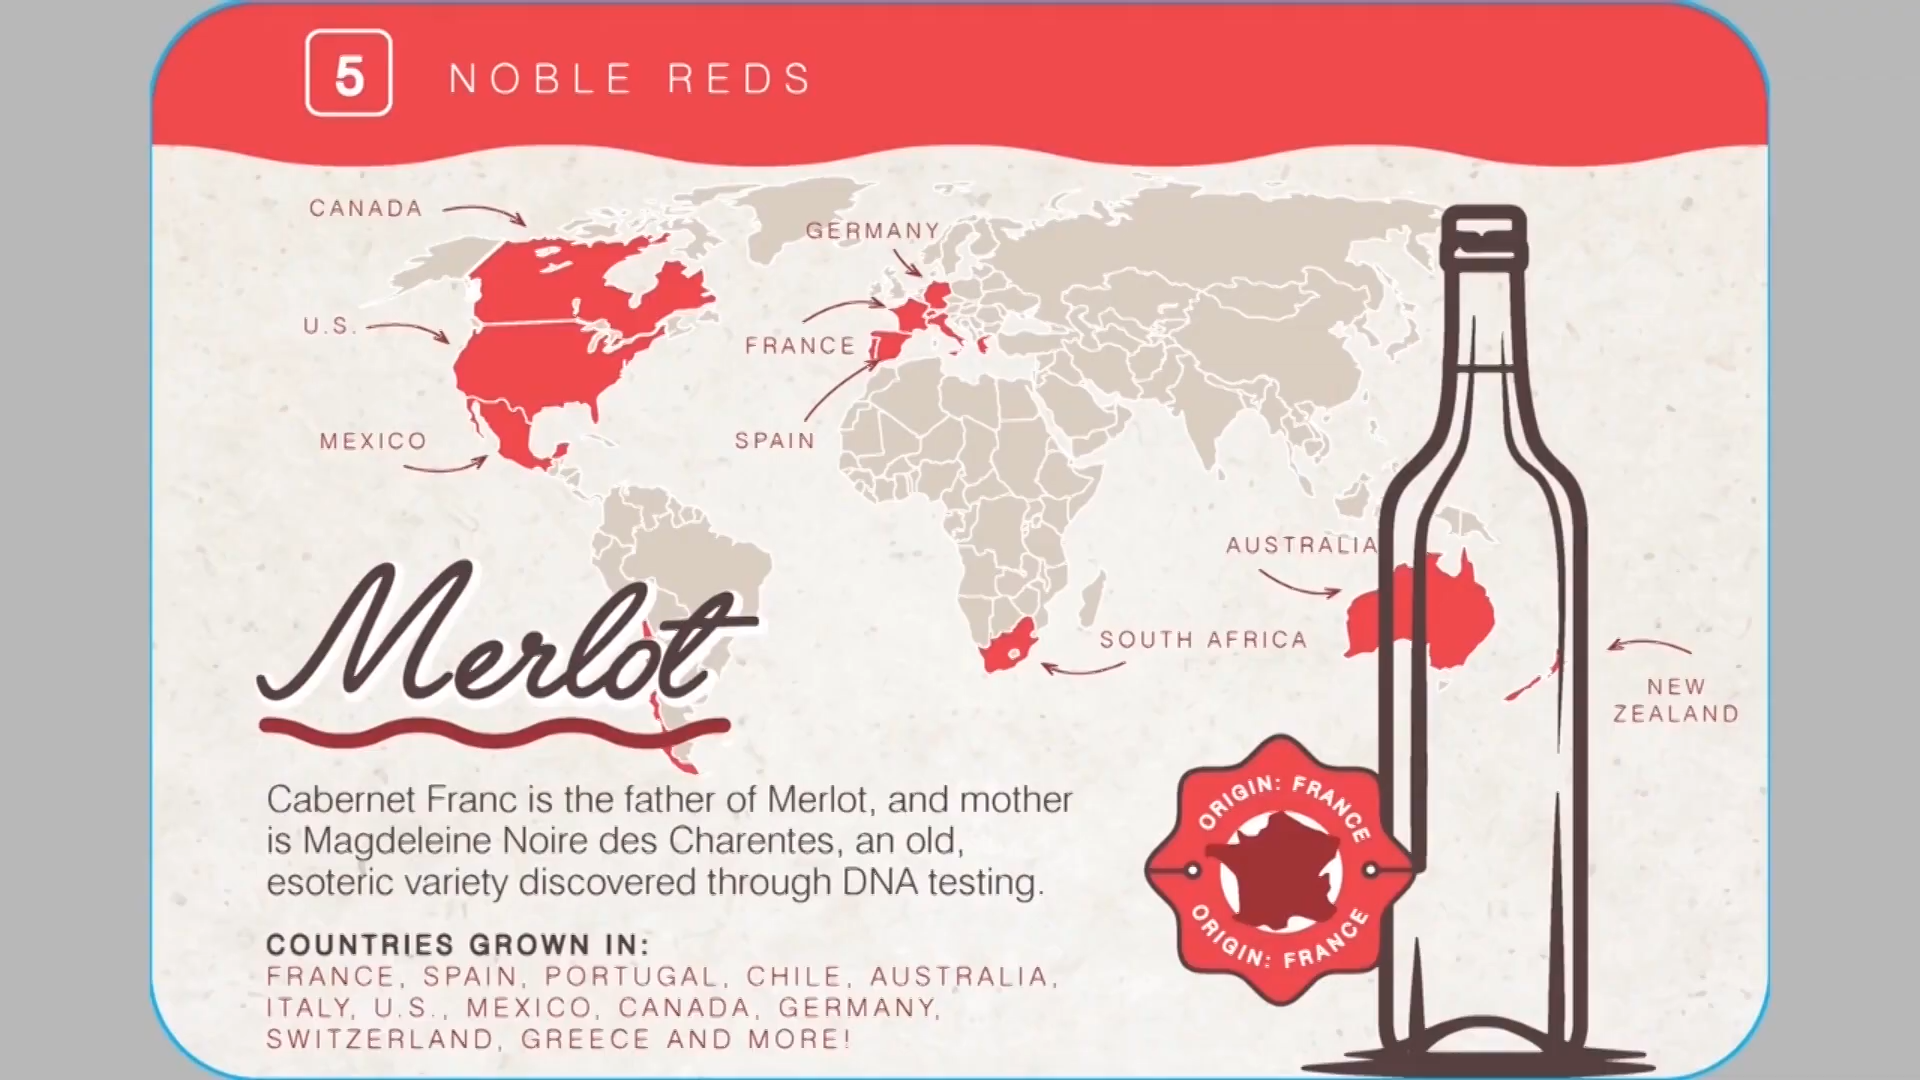 5 NOBLE REDS
CANADA
GERMANY
U.S.
FRANCE
MEXICO
SPAIN
AUSTRALIA
SOUTH AFRICA
NEW
ZEALAND
Merlot
Cabernet Franc is the father of Merlot, and mother
is Magdeleine Noire des Charentes, an old,
esoteric variety discovered through DNA testing.
COUNTRIES GROWN IN:
FRANCE, SPAIN, PORTUGAL, CHILE, AUSTRALIA,
ITALY, U.S., MEXICO, CANADA, GERMANY,
SWITZERLAND, GREECE AND MORE!
ORIGIN: FRANCE
ORIGIN: FRANCE